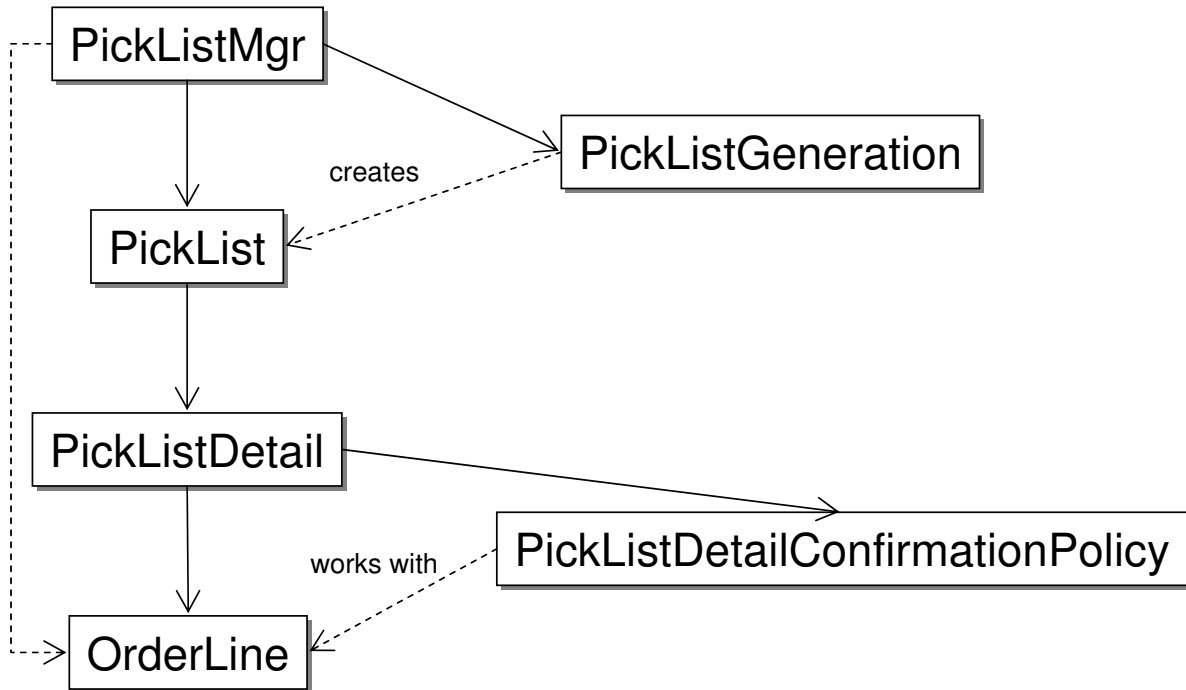 PickListMgr
PickListGeneration
creates
PickList
PickListDetail
PickListDetailConfirmationPolicy
works with
OrderLine